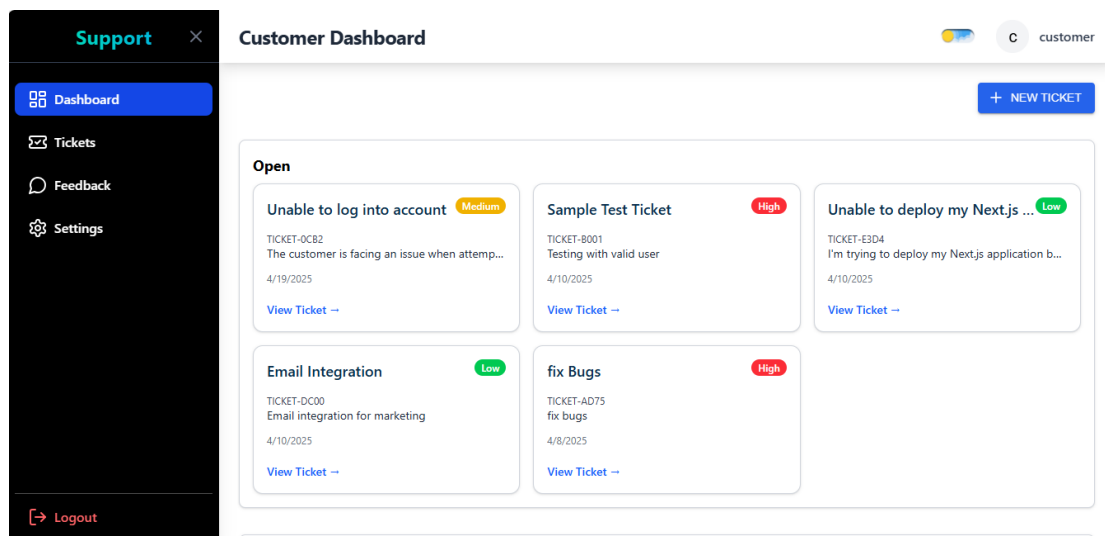 Support
Customer Dashboard
C
customer
Dashboard
Tickets
Feedback
Settings
Logout
NEW TICKET
Open
Unable to log into account
Medium
TICKET-0CB2
The customer is facing an issue when attemp...
4/19/2025
View Ticket →
Sample Test Ticket
High
TICKET-B001
Testing with valid user
4/10/2025
View Ticket →
Unable to deploy my Next.js ...
Low
TICKET-E3D4
I'm trying to deploy my Next.js application b...
4/10/2025
View Ticket →
Email Integration
Low
TICKET-DC00
Email integration for marketing
4/10/2025
View Ticket →
fix Bugs
High
TICKET-AD75
fix bugs
4/8/2025
View Ticket →